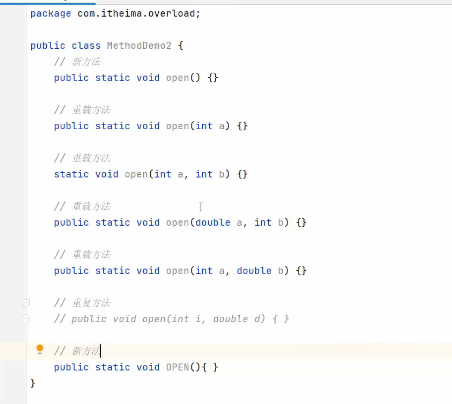 package com.itheima.overload;
public class MethodDemo2 {
// 新方法
public static void open() {}
// 重载方法
public static void open(int a) {}
// 重载方法
static void open(int a, int b) {}
// 重载方法
public static void open(double a, int b) {}
// 重载方法
public static void open(int a, double b) {}
// 重复方法
// public void open(int i, double d) { }
// 新方法
public static void OPEN(){ }
}